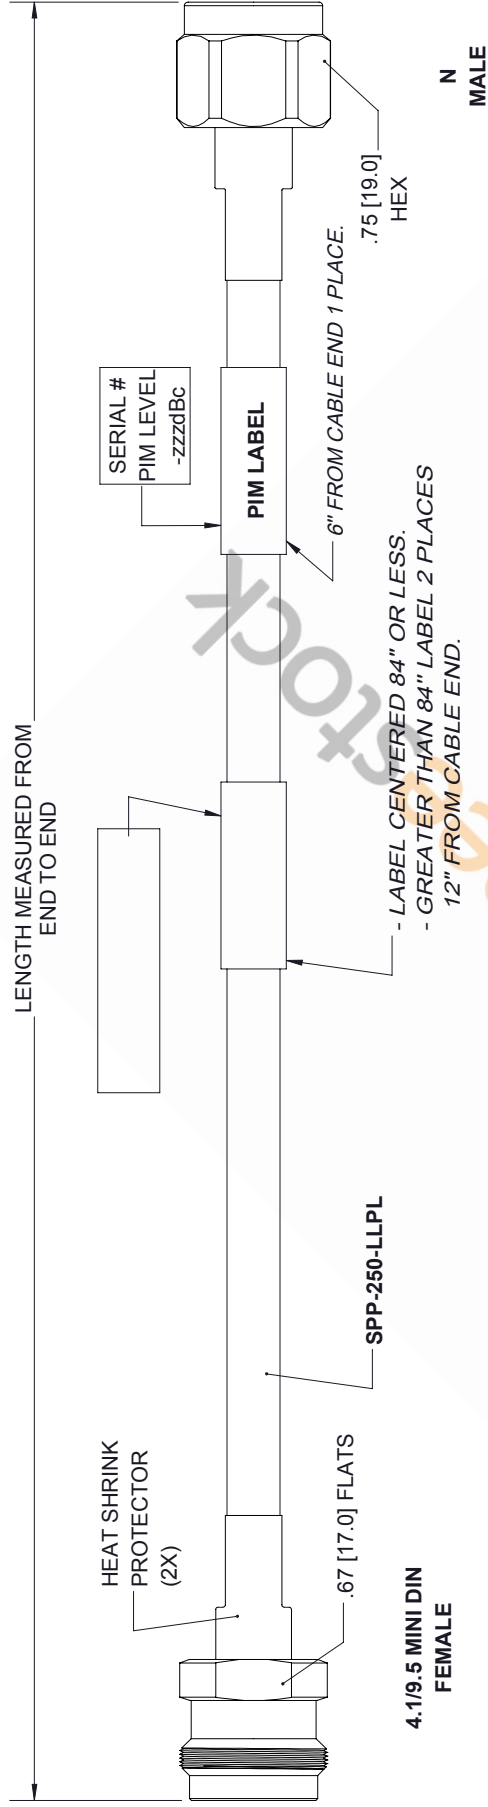 LENGTH MEASURED FROM
END TO END
HEAT SHRINK
PROTECTOR
(2X)
SERIAL #
PIM LEVEL
-zzzdBc
PIM LABEL
6" FROM CABLE END 1 PLACE.
.75 [19.0]
HEX
N
MALE
- LABEL CENTERED 84" OR LESS.
- GREATER THAN 84" LABEL 2 PLACES
12" FROM CABLE END.
SPP-250-LLPL
.67 [17.0] FLATS
4.1/9.5 MINI DIN
FEMALE